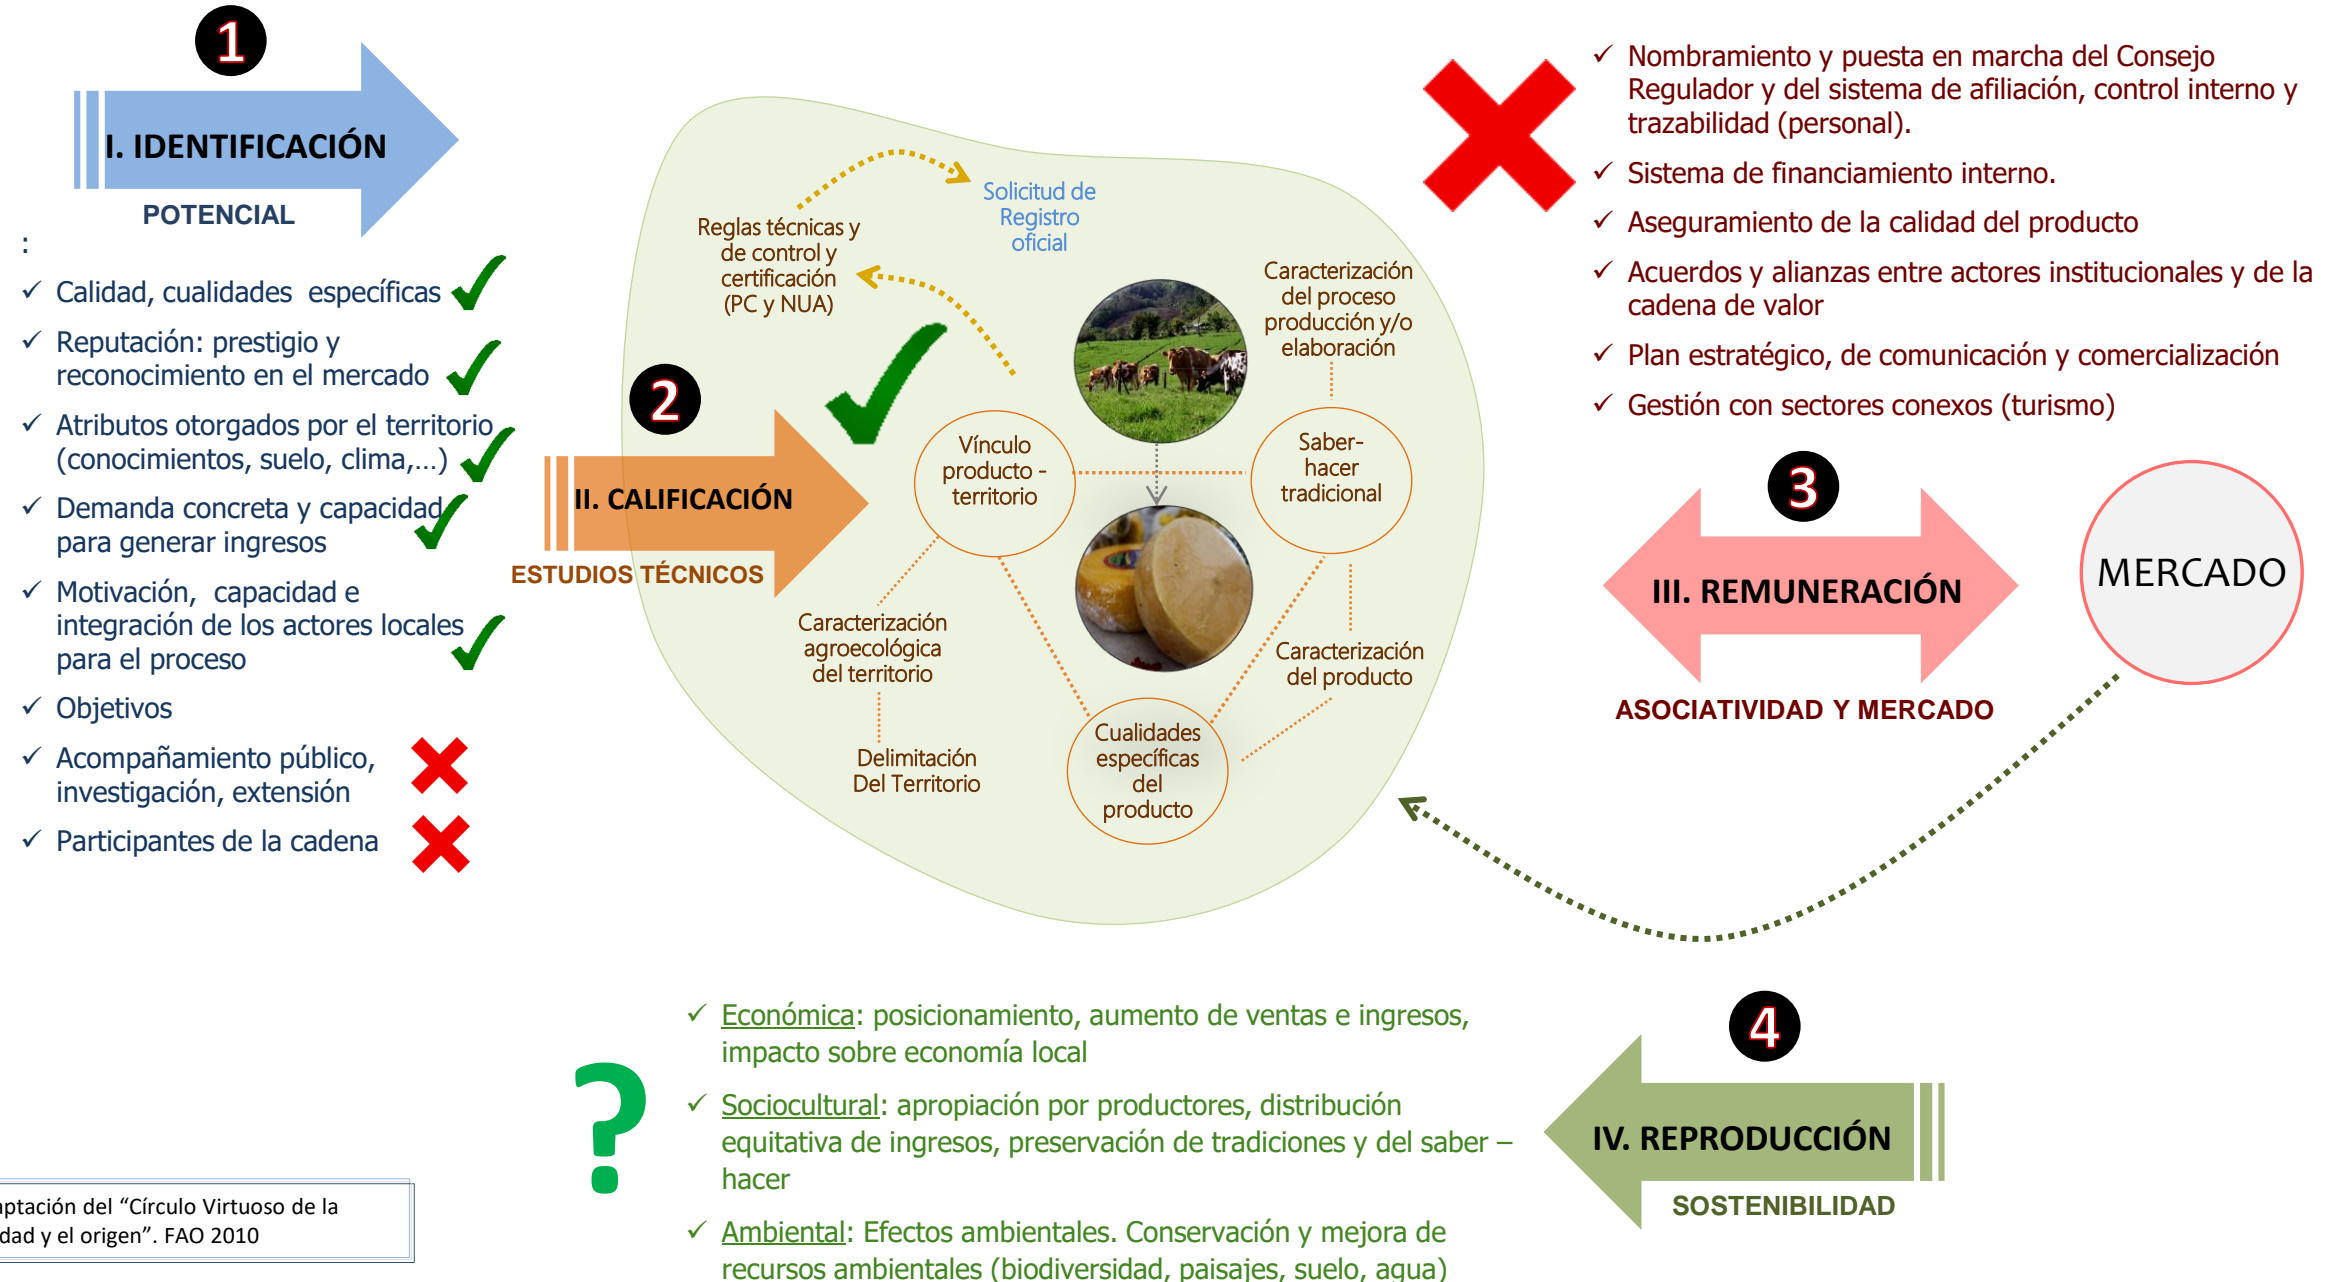 1
I. IDENTIFICACIÓN
POTENCIAL
:
✓ Calidad, cualidades específicas
✓ Reputación: prestigio y
reconocimiento en el mercado
✓ Atributos otorgados por el territorio
(conocimientos, suelo, clima,...)
✓ Demanda concreta y capacidad
para generar ingresos
✓ Motivación, capacidad e
integración de los actores locales
para el proceso
✓ Objetivos
✓ Acompañamiento público,
investigación, extensión
✓ Participantes de la cadena
2
II. CALIFICACIÓN
ESTUDIOS TÉCNICOS
Reglas técnicas y
de control y
certificación
(PC y NUA)
Solicitud de
Registro
oficial
Caracterización
del proceso
producción y/o
elaboración
Vínculo
producto -
territorio
Saber-
hacer
tradicional
Caracterización
agroecológica
del territorio
Delimitación
Del Territorio
Caracterización
del producto
Cualidades
específicas
del
producto
✓ Nombramiento y puesta en marcha del Consejo
Regulador y del sistema de afiliación, control interno y
trazabilidad (personal).
✓ Sistema de financiamiento interno.
✓ Aseguramiento de la calidad del producto
✓ Acuerdos y alianzas entre actores institucionales y de la
cadena de valor
✓ Plan estratégico, de comunicación y comercialización
✓ Gestión con sectores conexos (turismo)
3
III. REMUNERACIÓN
ASOCIATIVIDAD Y MERCADO
MERCADO
4
IV. REPRODUCCIÓN
SOSTENIBILIDAD
?
✓ Económica: posicionamiento, aumento de ventas e ingresos,
impacto sobre economía local
✓ Sociocultural: apropiación por productores, distribución
equitativa de ingresos, preservación de tradiciones y del saber –
hacer
✓ Ambiental: Efectos ambientales. Conservación y mejora de
recursos ambientales (biodiversidad, paisajes, suelo, agua)
aptación del “Círculo Virtuoso de la
dad y el origen”. FAO 2010